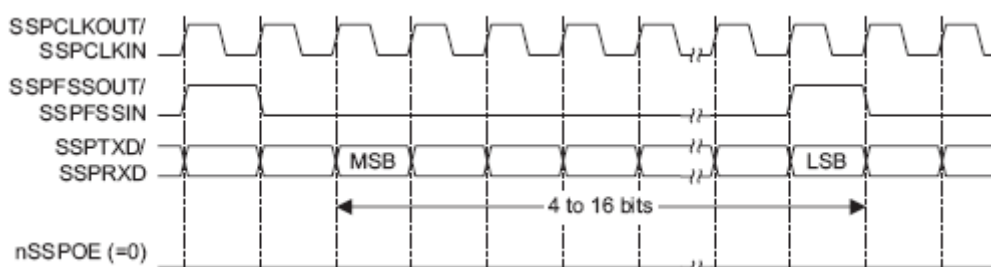 SSPCLKOUT/
SSPCLKIN
SSPFSSOUT/
SSPFSSIN
SSPTXD/
SSPRXD
MSB
LSB
4 to 16 bits
nSSPOE (=0)